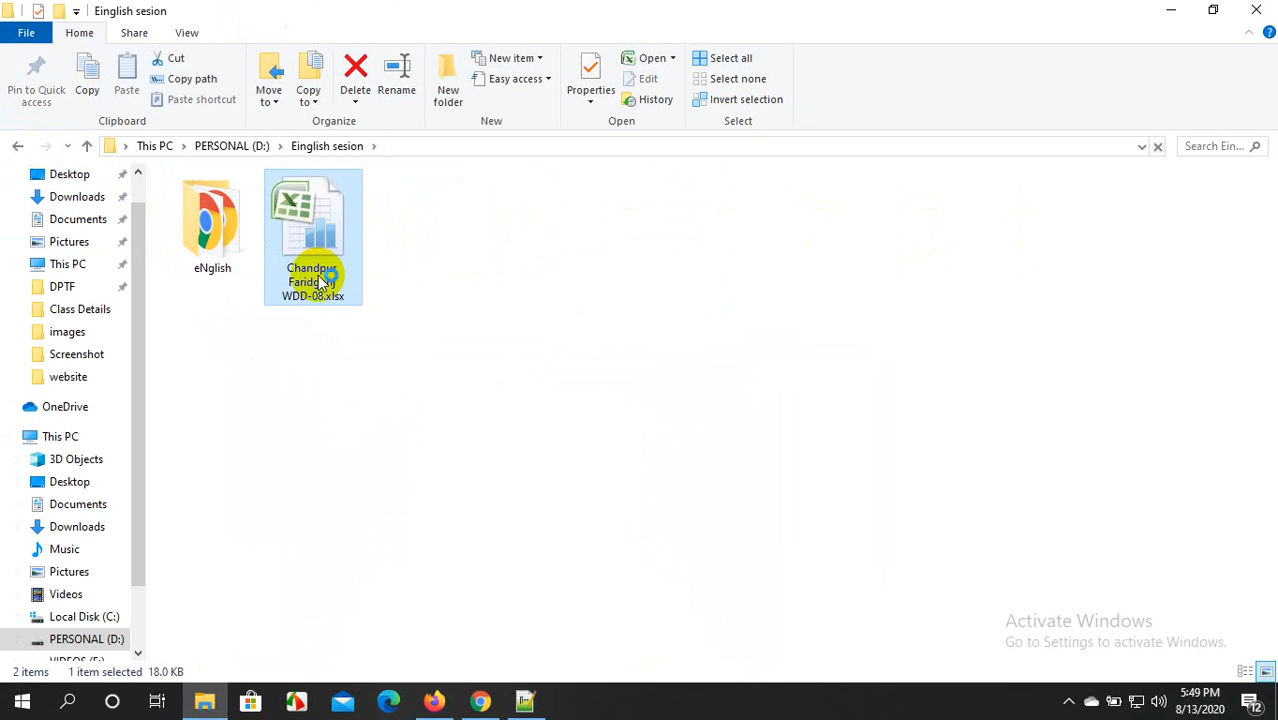 Einglish sesion
File Home Share View
Pin to Quick access
Copy
Paste
Cut
Copy path
Paste shortcut
Clipboard
Move to
Copy to
Delete
Rename
Organize
New folder
New item
Easy access
New
Properties
Open
Edit
History
Open
Select all
Select none
Invert selection
Select
This PC PERSONAL (D:) Einglish sesion
Search Ein...
Desktop
Downloads
Documents
Pictures
This PC
DPTF
Class Details
images
Screenshot
website
OneDrive
This PC
3D Objects
Desktop
Documents
Downloads
Music
Pictures
Videos
Local Disk (C:)
PERSONAL (D:)
VIDEOS (E:)
eNglish
Chandpur
WDD-08.xlsx
Activate Windows
Go to Settings to activate Windows.
2 items 1 item selected 18.0 KB
5:49 PM
8/13/2020
12